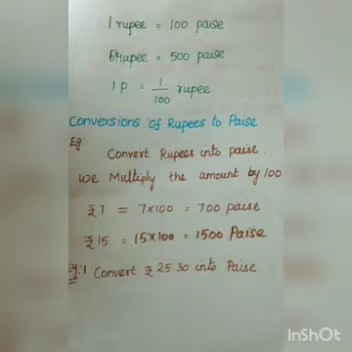 1 rupee = 100 paise
5 rupee = 500 paise
1 P = 1/100 rupee
Conversions of Rupees to Paise
Eg:
Convert Rupees into paise.
We Multiply the amount by 100
₹7 = 7×100 = 700 paise
₹15 = 15×100 = 1500 Paise
Eg:1 Convert ₹ 25 30 into Paise
InShOt